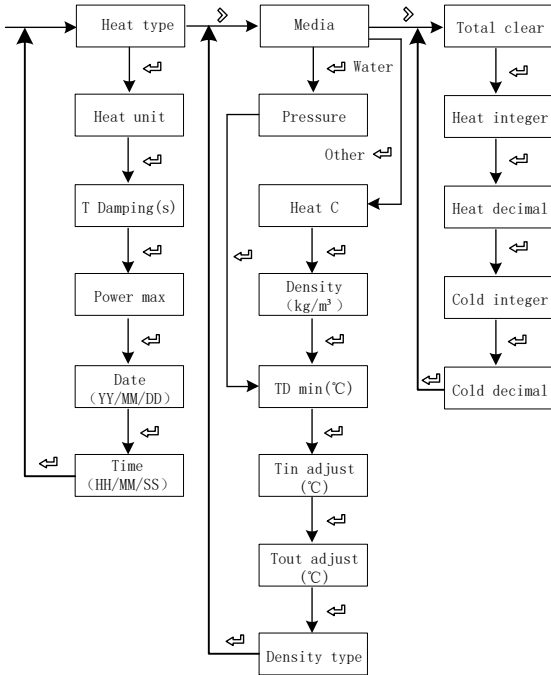 Heat type
Heat unit
T Damping(s)
Power max
Date
(YY/MM/DD)
Time
(HH/MM/SS)
Media
Water
Pressure
Other
Heat C
Density
(kg/m³)
TD min(℃)
Tin adjust
(℃)
Tout adjust
(℃)
Density type
Total clear
Heat integer
Heat decimal
Cold integer
Cold decimal